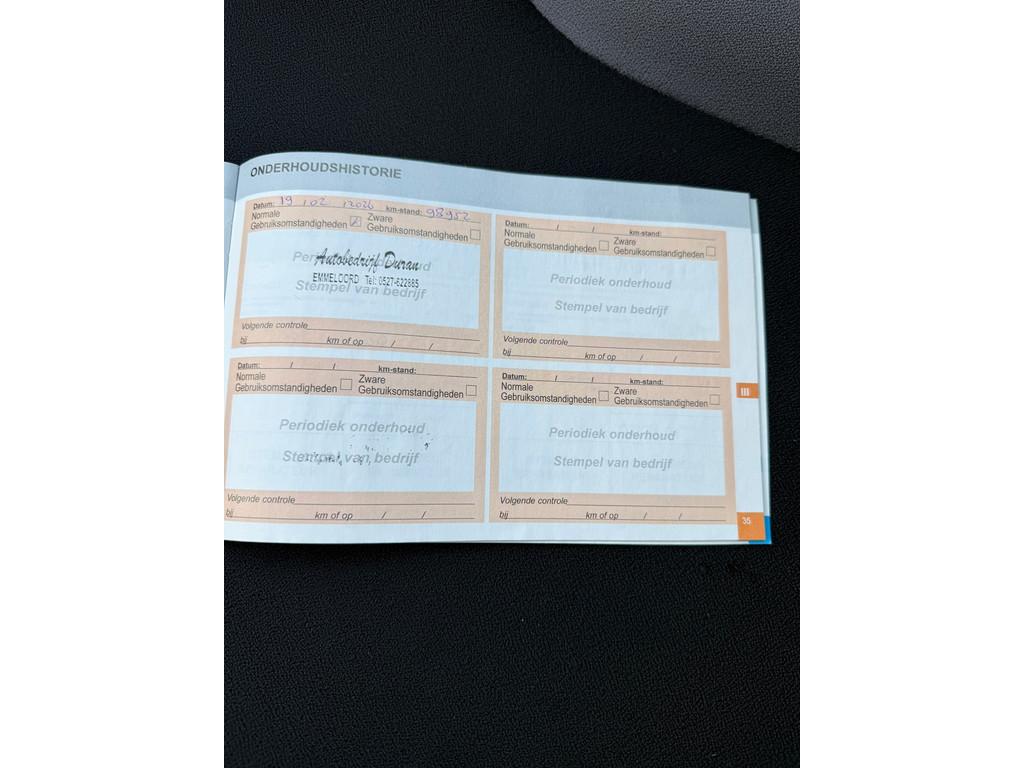 ONDERHOUDSHISTORIE
Datum: 19 / 02 / 2026 km-stand: 98952
Normale Gebruiksomstandigheden Zware Gebruiksomstandigheden
Periodiek onderhoud
Autobedrijf Duran
EMMELOORD Tel: 0527-622885
Stempel van bedrijf
Volgende controle
bij km of op / /
Datum: / / km-stand:
Normale Gebruiksomstandigheden Zware Gebruiksomstandigheden
Periodiek onderhoud
Stempel van bedrijf
Volgende controle
bij km of op / /
Datum: / / km-stand:
Normale Gebruiksomstandigheden Zware Gebruiksomstandigheden
Periodiek onderhoud
Stempel van bedrijf
Volgende controle
bij km of op / /
Datum: / / km-stand:
Normale Gebruiksomstandigheden Zware Gebruiksomstandigheden
Periodiek onderhoud
Stempel van bedrijf
Volgende controle
bij km of op / /
III
35